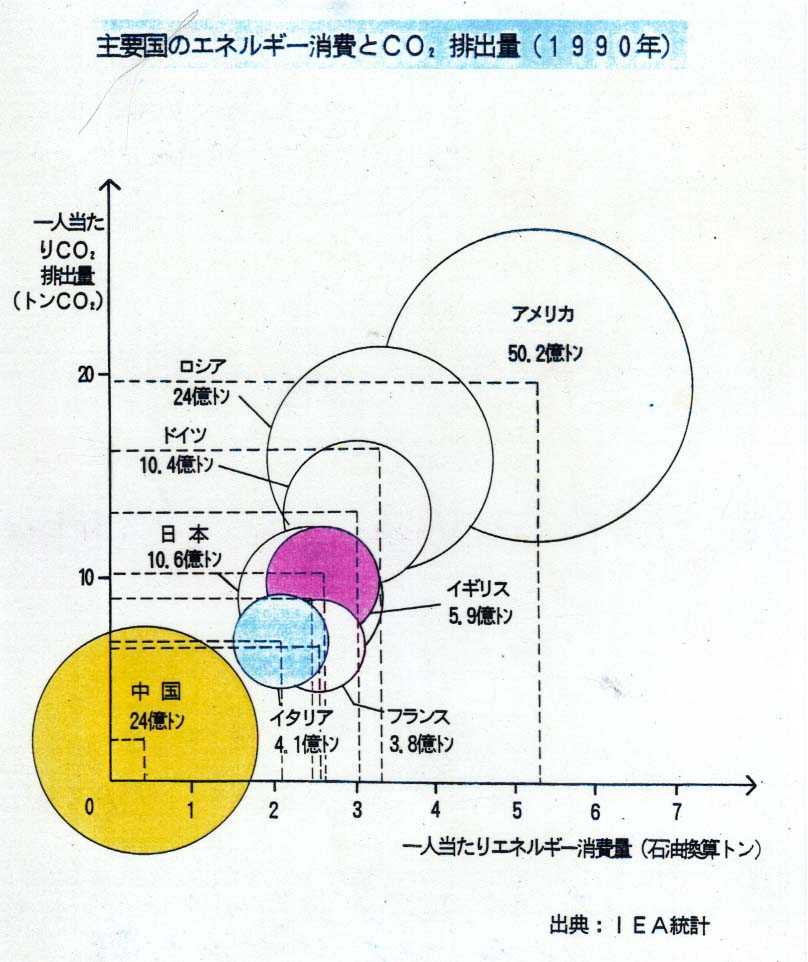 主要国のエネルギー消費とCO₂排出量(1990年)
一人当た
りCO₂
排出量
(トンCO₂)
アメリカ
50.2億トン
20
ロシア
24億トン
ドイツ
10.4億トン
日本
10.6億トン
10
イギリス
5.9億トン
中国
24億トン
イタリア
4.1億トン
フランス
3.8億トン
0 1 2 3 4 5 6 7
一人当たりエネルギー消費量(石油換算トン)
出典:IEA統計